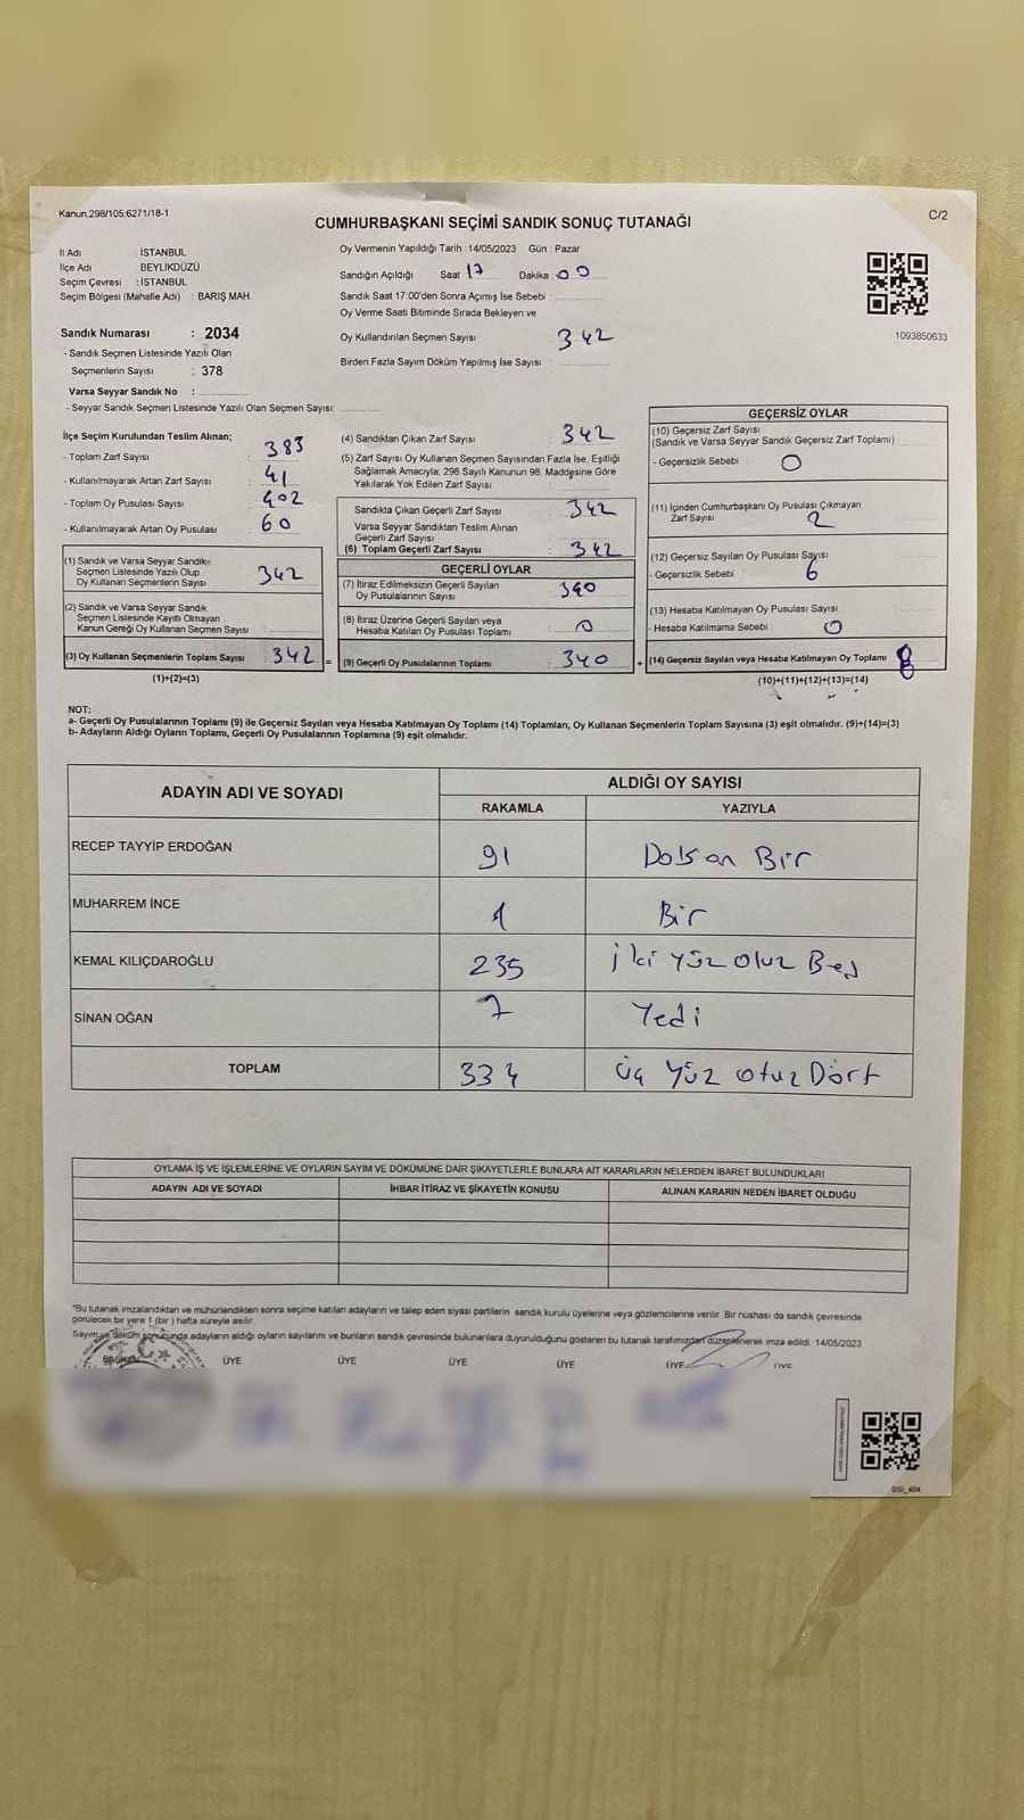 Kanun,298/105;6271/18-1
C/2
CUMHURBAŞKANI SEÇİMİ SANDIK SONUÇ TUTANAĞI
İl Adı İSTANBUL
İlçe Adı BEYLİKDÜZÜ
Seçim Çevresi : İSTANBUL
Seçim Bölgesi (Mahalle Adi) : BARIŞ MAH.
Sandık Numarası : 2034
- Sandık Seçmen Listesinde Yazılı Olan
Seçmenlerin Sayısı : 378
Varsa Seyyar Sandık No :
- Seyyar Sandık Seçmen Listesinde Yazılı Olan Seçmen Sayısı:
Oy Vermenin Yapıldığı Tarih : 14/05/2023 Gün : Pazar
Sandığın Açıldığı Saat 17 Dakika : 00
Sandık Saat 17:00'den Sonra Açımış İse Sebebi :
Oy Verme Saati Bitiminde Sırada Bekleyen ve
Oy Kullandırılan Seçmen Sayısı : 342
Birden Fazla Sayım Döküm Yapılmış İse Sayısı :
1093850633
İlçe Seçim Kurulundan Teslim Alınan;
- Toplam Zarf Sayısı : 383
- Kullanılmayarak Artan Zarf Sayısı : 41
- Toplam Oy Pusulası Sayısı : 402
- Kullanılmayarak Artan Oy Pusulası : 60
(1) Sandık ve Varsa Seyyar Sandık
Seçmen Listesinde Yazılı Olup
Oy Kullanan Seçmenlerin Sayısı 342
(2) Sandık ve Varsa Seyyar Sandık
Seçmen Listesinde Kayıtlı Olmayan
Kanun Gereği Oy Kullanan Seçmen Sayısı
(3) Oy Kullanan Seçmenlerin Toplam Sayısı 342 =
(1)+(2)=(3)
(4) Sandıktan Çıkan Zarf Sayısı : 342
(5) Zarf Sayısı Oy Kullanan Seçmen Sayısından Fazla İse, Eşitliği
Sağlamak Amacıyla, 298 Sayılı Kanunun 98. Maddesine Göre
Yakılarak Yok Edilen Zarf Sayısı
Sandıkta Çıkan Geçerli Zarf Sayısı : 342
Varsa Seyyar Sandıktan Teslim Alınan
Geçerli Zarf Sayısı
(6) Toplam Geçerli Zarf Sayısı : 342
GEÇERLİ OYLAR
(7) İtiraz Edilmeksizin Geçerli Sayılan
Oy Pusulalarının Sayısı : 340
(8) İtiraz Üzerine Geçerli Sayılan veya
Hesaba Katılan Oy Pusulası Toplamı : 0
(9) Geçerli Oy Pusulalarının Toplamı : 340 +
GEÇERSİZ OYLAR
(10) Geçersiz Zarf Sayısı
(Sandık ve Varsa Seyyar Sandık Geçersiz Zarf Toplamı)
- Geçersizlik Sebebi : 0
(11) İçinden Cumhurbaşkanı Oy Pusulası Çıkmayan
Zarf Sayısı 2
(12) Geçersiz Sayılan Oy Pusulası Sayısı
- Geçersizlik Sebebi : 6
(13) Hesaba Katılmayan Oy Pusulası Sayısı
- Hesaba Katılmama Sebebi : 0
(14) Geçersiz Sayılan veya Hesaba Katılmayan Oy Toplamı 8
(10)+(11)+(12)+(13)=(14)
NOT:
a- Geçerli Oy Pusulalarının Toplamı (9) ile Geçersiz Sayılan veya Hesaba Katılmayan Oy Toplamı (14) Toplamları, Oy Kullanan Seçmenlerin Toplam Sayısına (3) eşit olmalıdır. (9)+(14)=(3)
b- Adayların Aldığı Oyların Toplamı, Geçerli Oy Pusulalarının Toplamına (9) eşit olmalıdır.
ADAYIN ADI VE SOYADI ALDIĞI OY SAYISI
RAKAMLA YAZIYLA
RECEP TAYYİP ERDOĞAN 91 Doksan Bir
MUHARREM İNCE 1 Bir
KEMAL KILIÇDAROĞLU 235 İki Yüz Otuz Beş
SİNAN OĞAN 7 Yedi
TOPLAM 334 Üç Yüz Otuz Dört
OYLAMA İŞ VE İŞLEMLERİNE VE OYLARIN SAYIM VE DÖKÜMÜNE DAİR ŞİKAYETLERLE BUNLARA AİT KARARLARIN NELERDEN İBARET BULUNDUKLARI
ADAYIN ADI VE SOYADI İHBAR İTİRAZ VE ŞİKAYETİN KONUSU ALINAN KARARIN NEDEN İBARET OLDUĞU
"Bu tutanak imzalandıktan ve mühürlendikten sonra seçime katılan adayların ve talep eden siyasi partilerin sandık kurulu üyelerine veya gözlemcilerine verilir. Bir nüshası da sandık çevresinde
görülecek bir yere 1 (bir ) hafta süreyle asılır.
Sayım ve döküm sonucunda adayların aldığı oyların sayılarını ve bunların sandık çevresinde bulunanlara duyurulduğunu gösteren bu tutanak tarafımızdan düzenlenerek imza edildi. 14/05/2023
ÜYE ÜYE ÜYE ÜYE ÜYE ÜYE